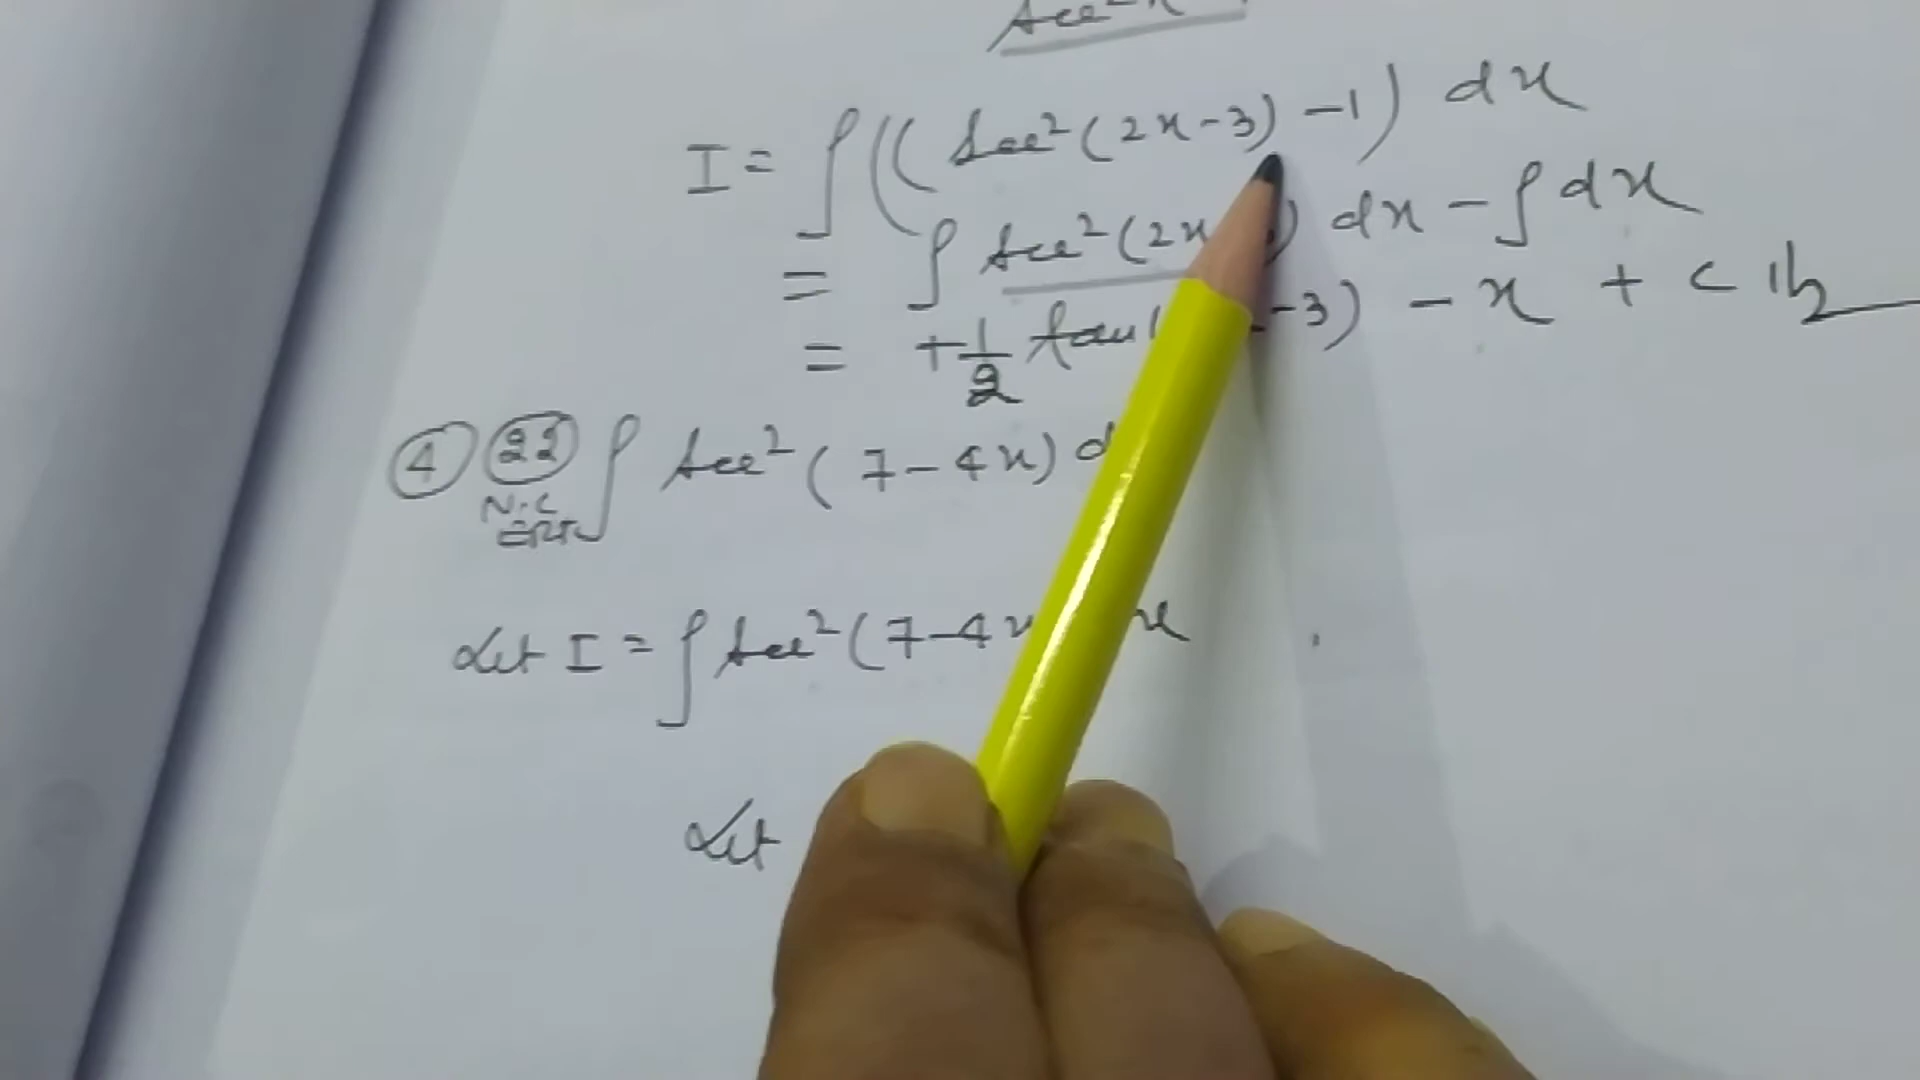 I = ∫((sec²(2x-3) -1) dx
= ∫ sec²(2x ) dx - ∫dx
= +1/2 tan( -3) - x + c
④ ㉒ ∫ sec²(7-4x) d
N.C
ERT
Let I = ∫ sec²(7-4x x
Let